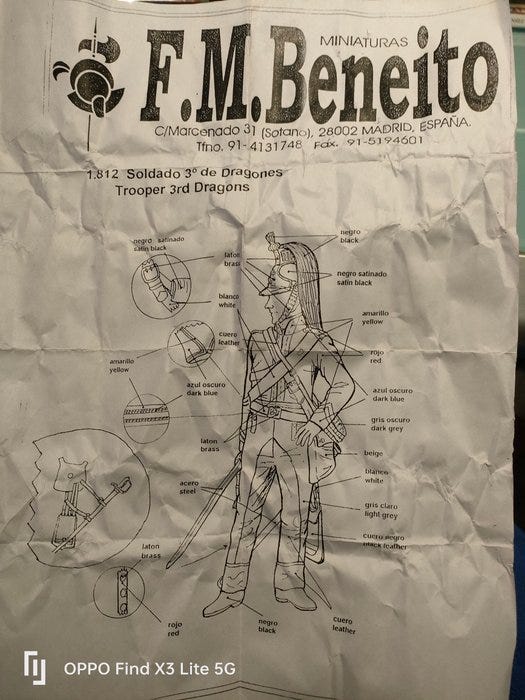 MINIATURAS
F.M.Beneito
C/Marcenado 31 (Sotano), 28002 MADRID, ESPAÑA.
Tfno. 91-4131748 Fax. 91-5194601
1.812 Soldado 3º de Dragones
Trooper 3rd Dragons
negro satinado
satin black
laton
brass
negro
black
negro satinado
satin black
blanco
white
amarillo
yellow
cuero
leather
rojo
red
amarillo
yellow
azul oscuro
dark blue
azul oscuro
dark blue
gris oscuro
dark grey
laton
brass
beige
blanco
white
acero
steel
gris claro
light grey
cuero negro
black leather
laton
brass
rojo
red
negro
black
cuero
leather
OPPO Find X3 Lite 5G